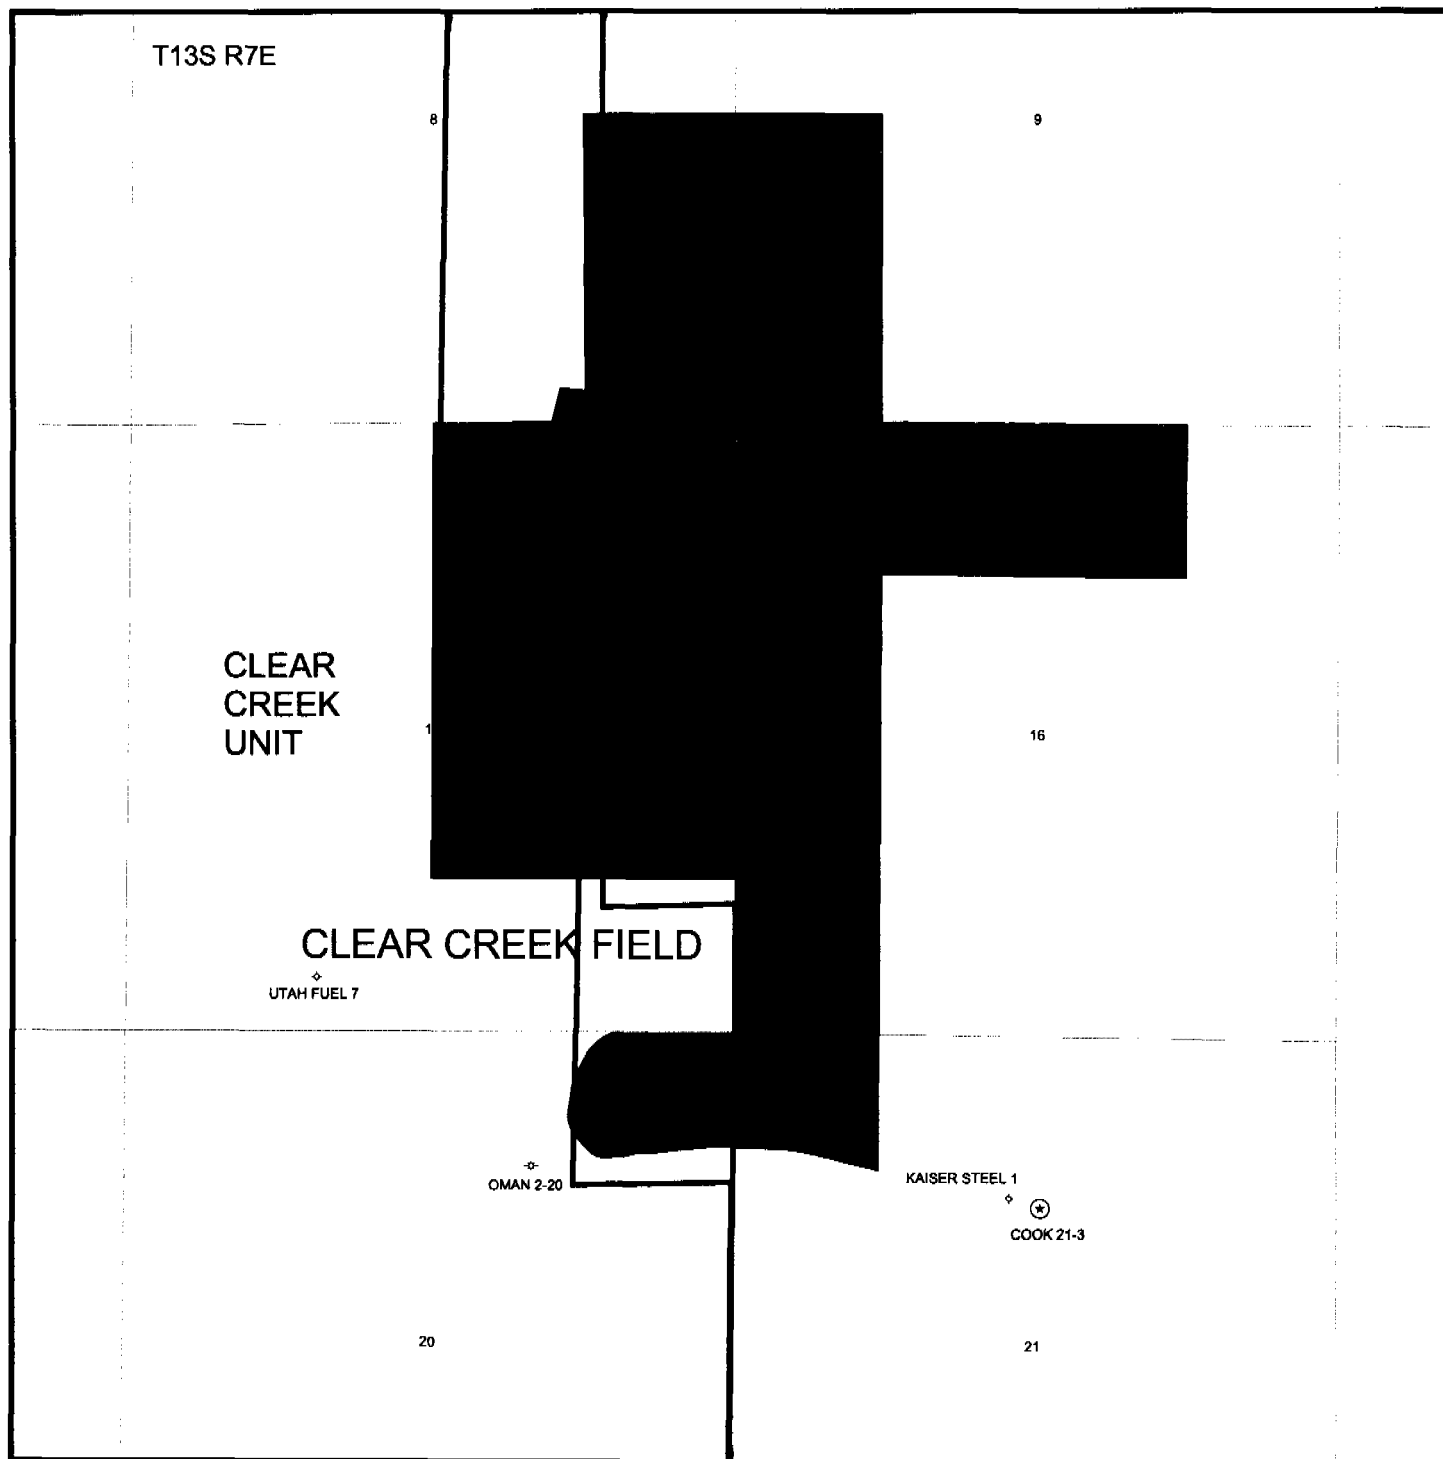 T13S R7E
8
9
CLEAR
CREEK
UNIT
1
16
CLEAR CREEK FIELD
UTAH FUEL 7
OMAN 2-20
KAISER STEEL 1
COOK 21-3
20
21